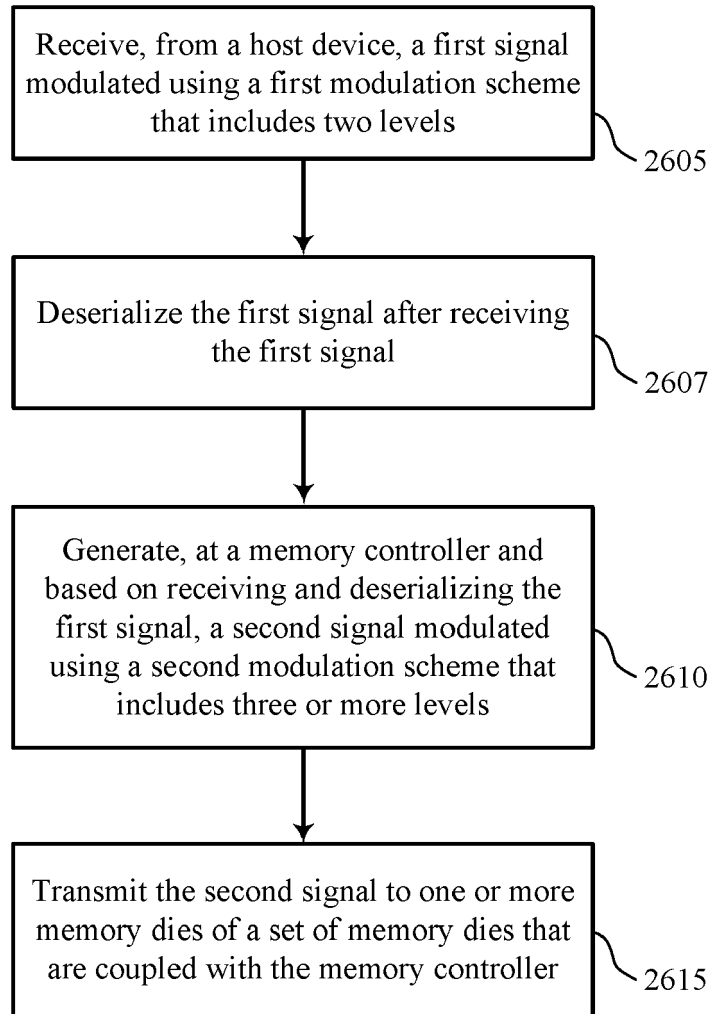 Receive, from a host device, a first signal
modulated using a first modulation scheme
that includes two levels
2605
Deserialize the first signal after receiving
the first signal
2607
Generate, at a memory controller and
based on receiving and deserializing the
first signal, a second signal modulated
using a second modulation scheme that
includes three or more levels
2610
Transmit the second signal to one or more
memory dies of a set of memory dies that
are coupled with the memory controller
2615